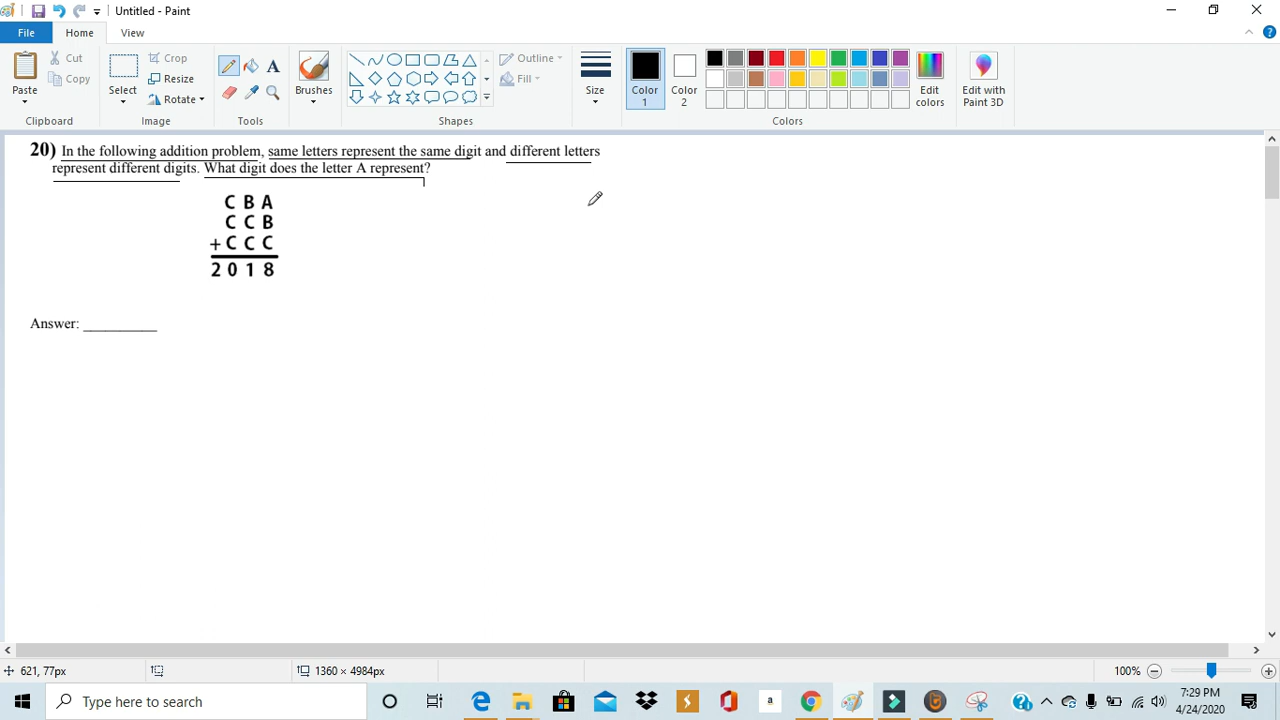 Untitled - Paint
File Home View
Paste Cut Copy Clipboard
Select Crop Resize Rotate Image
A Tools
Brushes
Shapes Outline Fill
Size
Color 1 Color 2 Colors
Edit colors
Edit with Paint 3D
20) In the following addition problem, same letters represent the same digit and different letters
represent different digits. What digit does the letter A represent?
C B A
C C B
+ C C C
2 0 1 8
Answer: __________
621, 77px 1360 × 4984px 100%
Type here to search
a
7:29 PM
4/24/2020